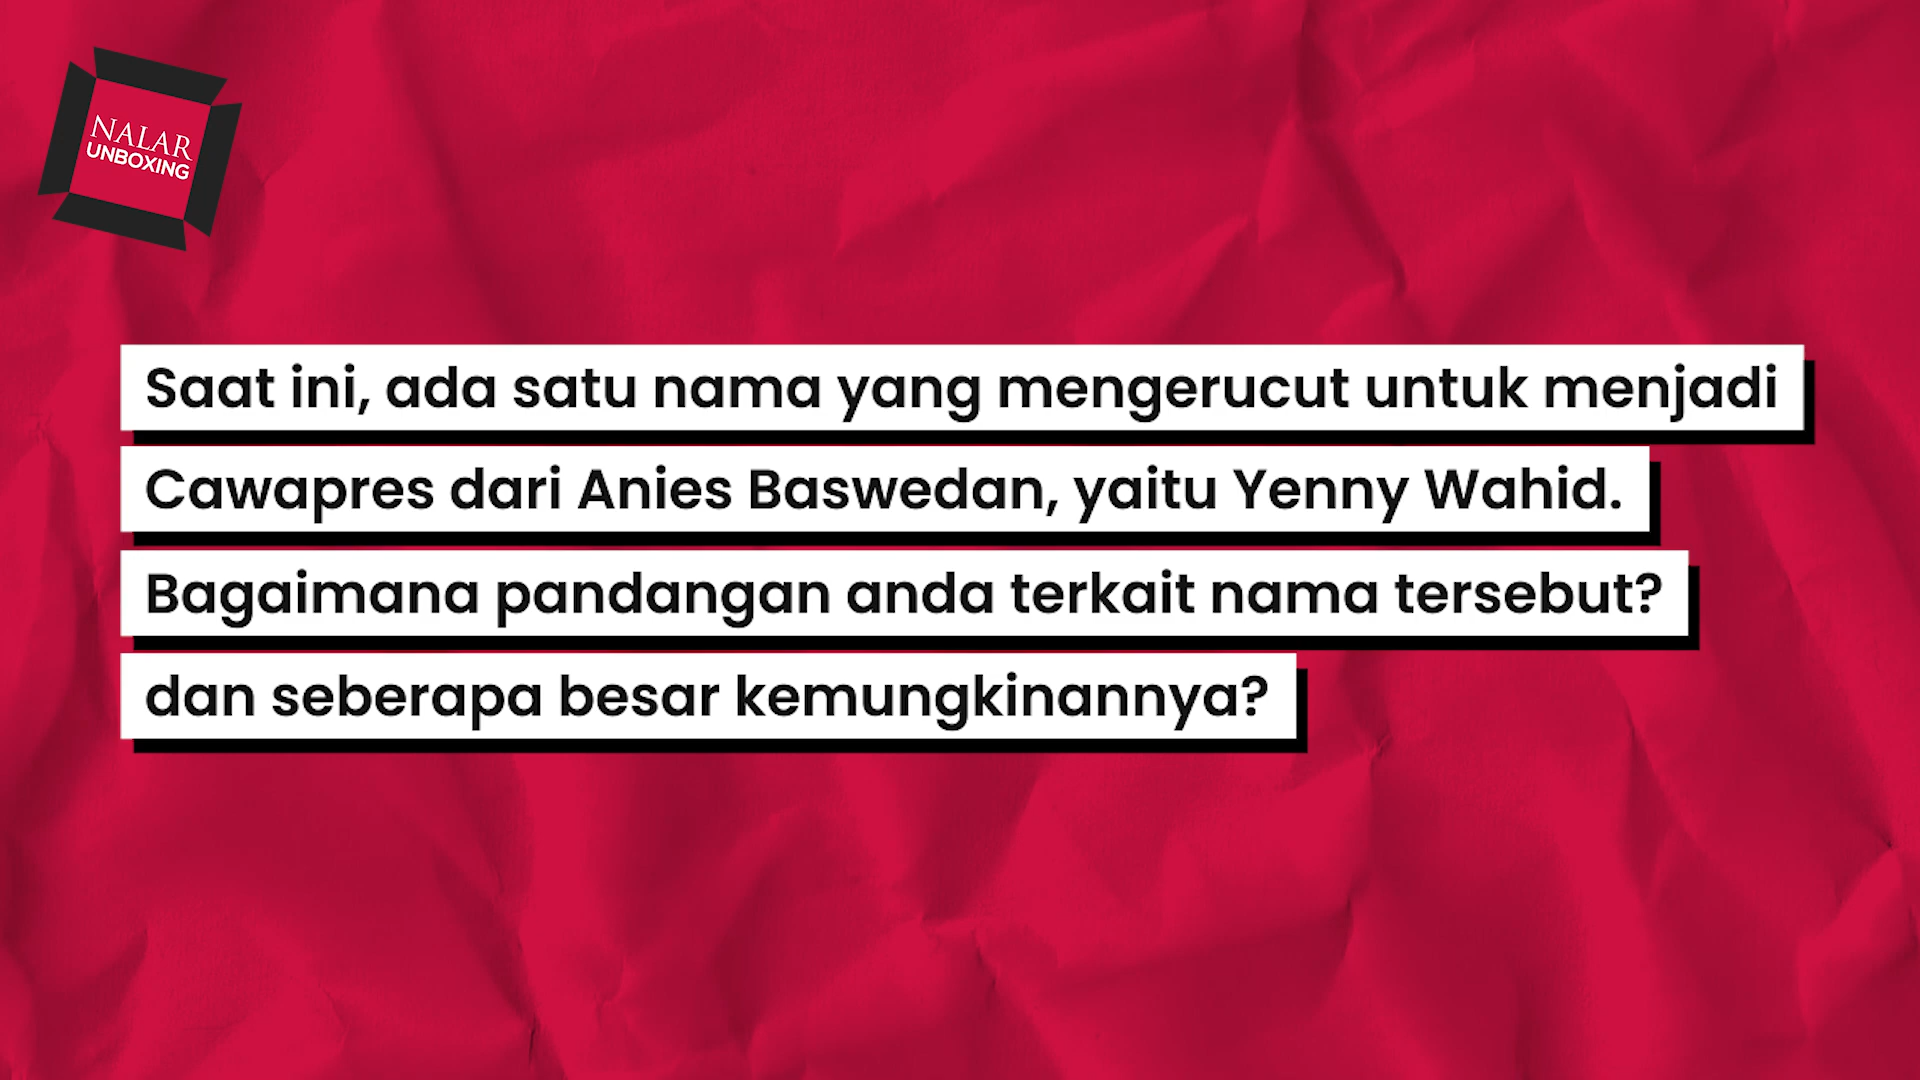 NALAR
UNBOXING
Saat ini, ada satu nama yang mengerucut untuk menjadi
Cawapres dari Anies Baswedan, yaitu Yenny Wahid.
Bagaimana pandangan anda terkait nama tersebut?
dan seberapa besar kemungkinannya?